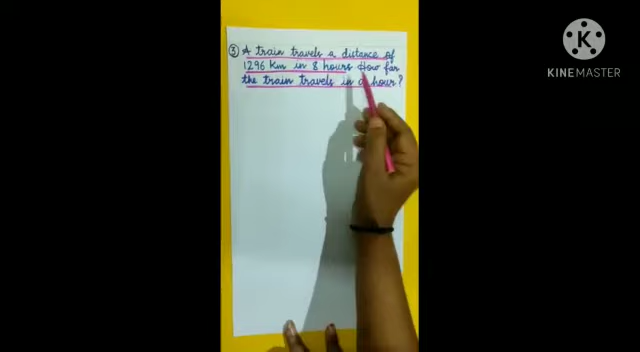 ③ A train travels a distance of
1296 Km in 8 hours How far
the train travels in a hour?
KINEMASTER